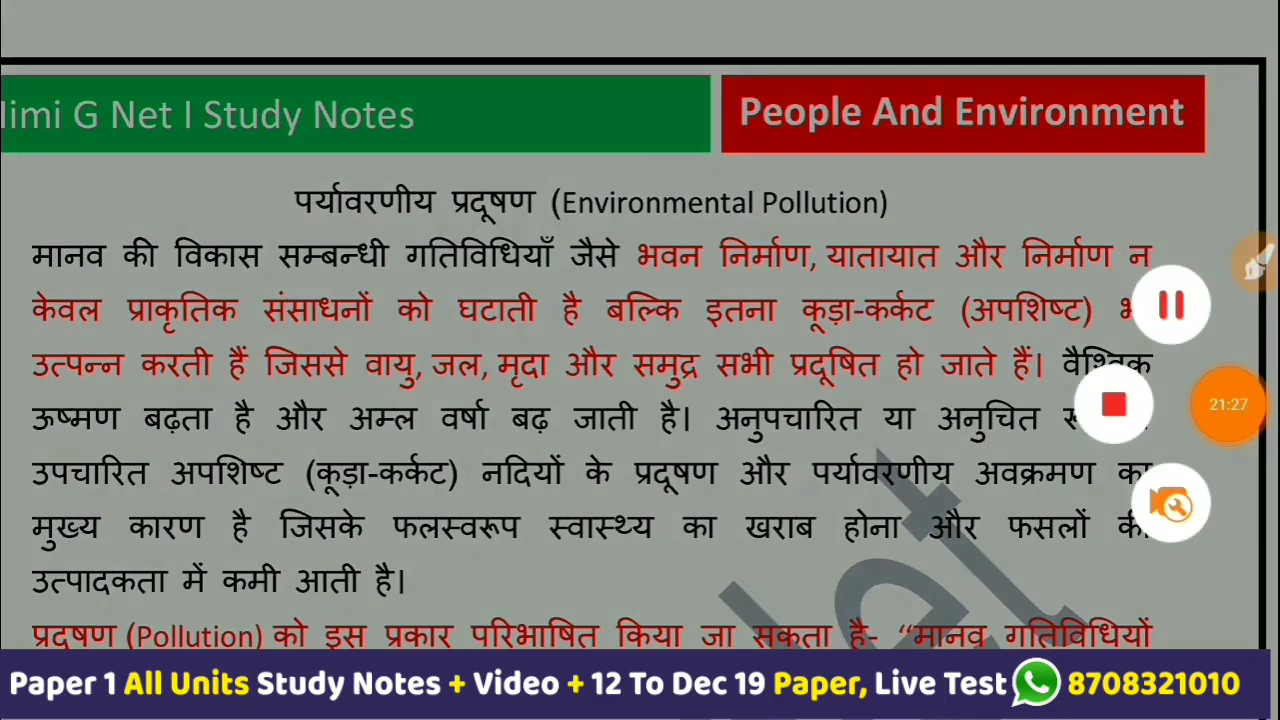 imi G Net I Study Notes
People And Environment
पर्यावरणीय प्रदूषण (Environmental Pollution)
मानव की विकास सम्बन्धी गतिविधियाँ जैसे भवन निर्माण, यातायात और निर्माण न
केवल प्राकृतिक संसाधनों को घटाती है बल्कि इतना कूड़ा-कर्कट (अपशिष्ट)
उत्पन्न करती हैं जिससे वायु, जल, मृदा और समुद्र सभी प्रदूषित हो जाते हैं। वैश्विक
ऊष्मण बढ़ता है और अम्ल वर्षा बढ़ जाती है। अनुपचारित या अनुचित
उपचारित अपशिष्ट (कूड़ा-कर्कट) नदियों के प्रदूषण और पर्यावरणीय अवक्रमण का
मुख्य कारण है जिसके फलस्वरूप स्वास्थ्य का खराब होना और फसलों की
उत्पादकता में कमी आती है।
प्रदूषण (Pollution) को इस प्रकार परिभाषित किया जा सकता है- “मानव गतिविधियों
21:27
Paper 1 All Units Study Notes + Video + 12 To Dec 19 Paper, Live Test 8708321010